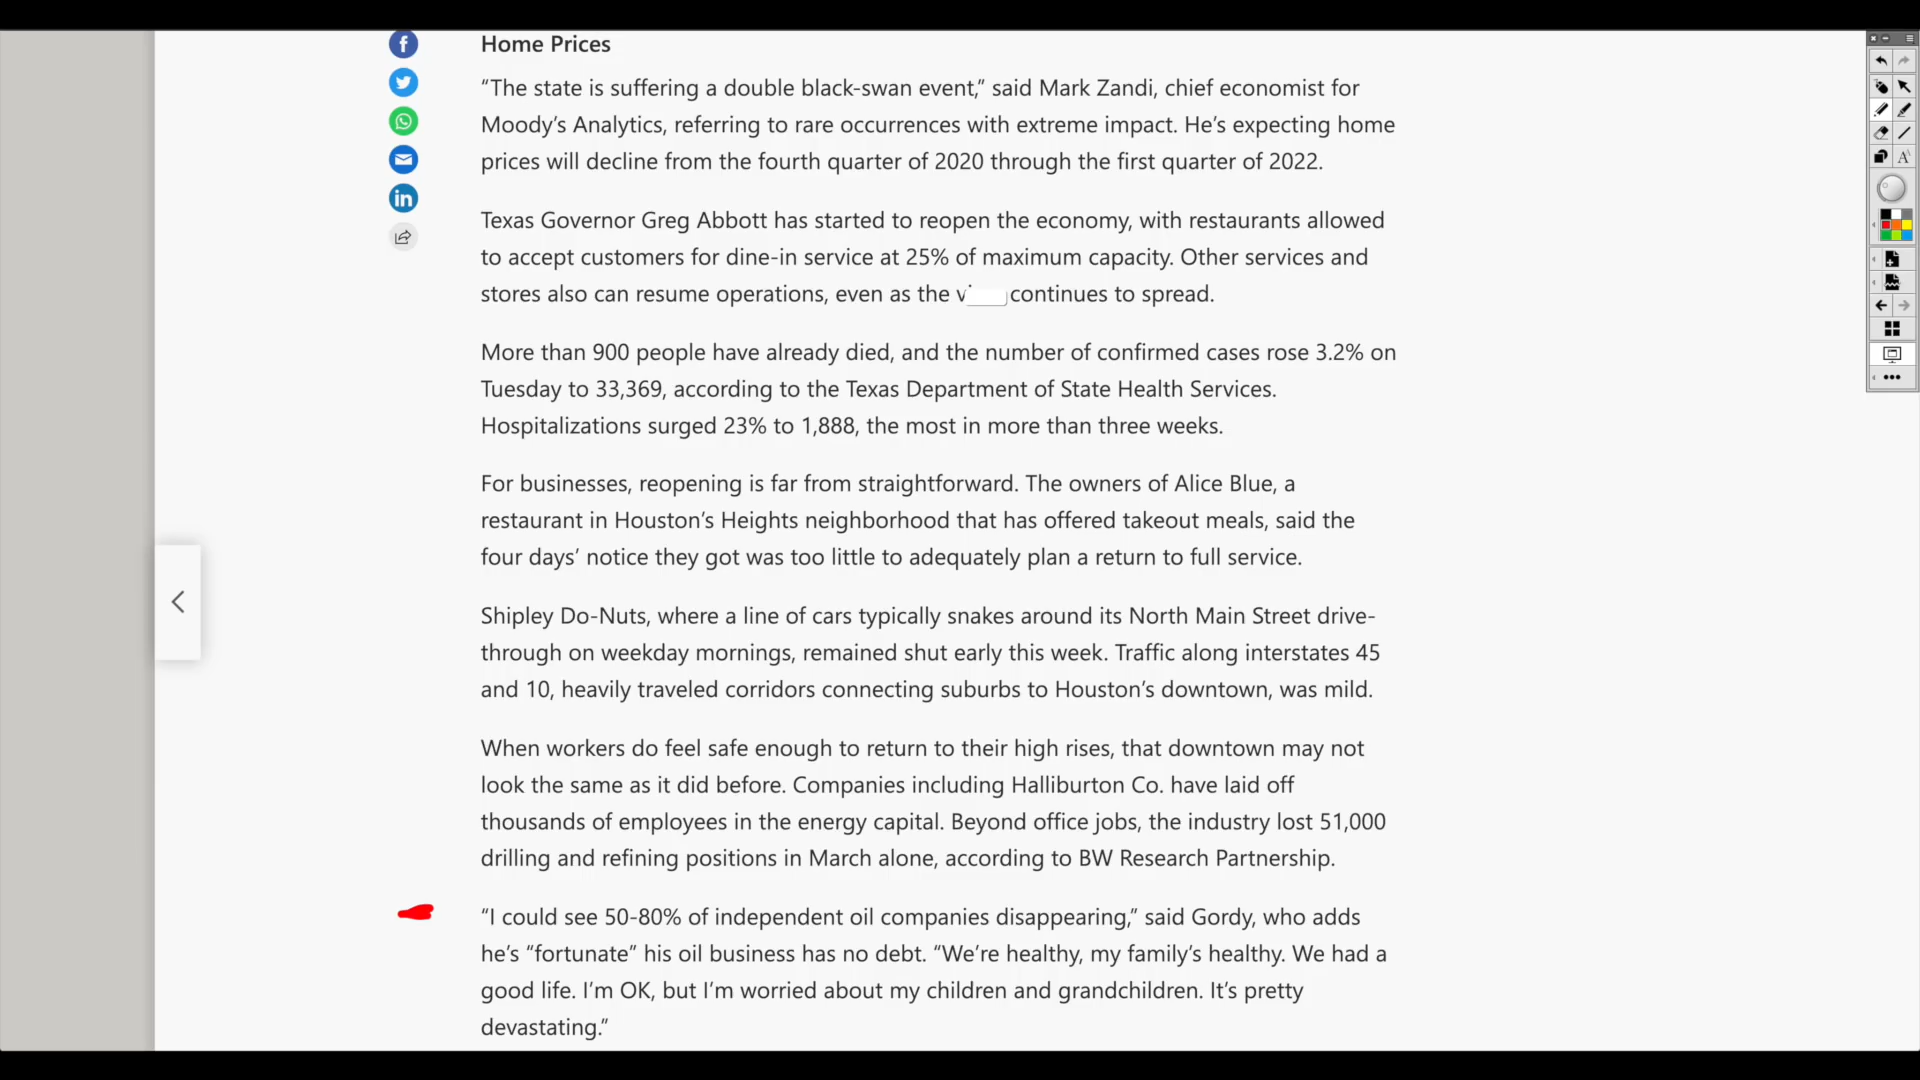 Home Prices
“The state is suffering a double black-swan event,” said Mark Zandi, chief economist for
Moody’s Analytics, referring to rare occurrences with extreme impact. He’s expecting home
prices will decline from the fourth quarter of 2020 through the first quarter of 2022.
Texas Governor Greg Abbott has started to reopen the economy, with restaurants allowed
to accept customers for dine-in service at 25% of maximum capacity. Other services and
stores also can resume operations, even as the continues to spread.
More than 900 people have already died, and the number of confirmed cases rose 3.2% on
Tuesday to 33,369, according to the Texas Department of State Health Services.
Hospitalizations surged 23% to 1,888, the most in more than three weeks.
For businesses, reopening is far from straightforward. The owners of Alice Blue, a
restaurant in Houston’s Heights neighborhood that has offered takeout meals, said the
four days’ notice they got was too little to adequately plan a return to full service.
Shipley Do-Nuts, where a line of cars typically snakes around its North Main Street drive-
through on weekday mornings, remained shut early this week. Traffic along interstates 45
and 10, heavily traveled corridors connecting suburbs to Houston’s downtown, was mild.
When workers do feel safe enough to return to their high rises, that downtown may not
look the same as it did before. Companies including Halliburton Co. have laid off
thousands of employees in the energy capital. Beyond office jobs, the industry lost 51,000
drilling and refining positions in March alone, according to BW Research Partnership.
“I could see 50-80% of independent oil companies disappearing,” said Gordy, who adds
he’s “fortunate” his oil business has no debt. “We’re healthy, my family’s healthy. We had a
good life. I’m OK, but I’m worried about my children and grandchildren. It’s pretty
devastating.”